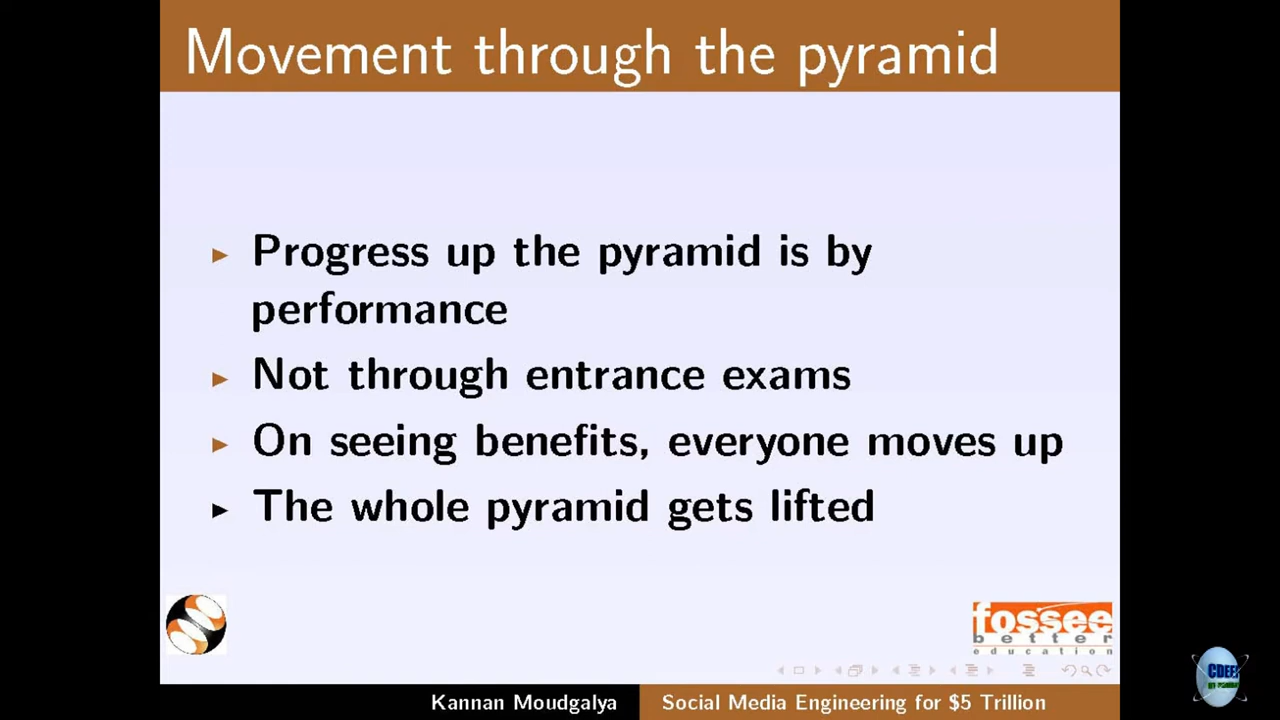 Movement through the pyramid
Progress up the pyramid is by
performance
Not through entrance exams
On seeing benefits, everyone moves up
The whole pyramid gets lifted
fossee
better
education
Kannan Moudgalya
Social Media Engineering for $5 Trillion